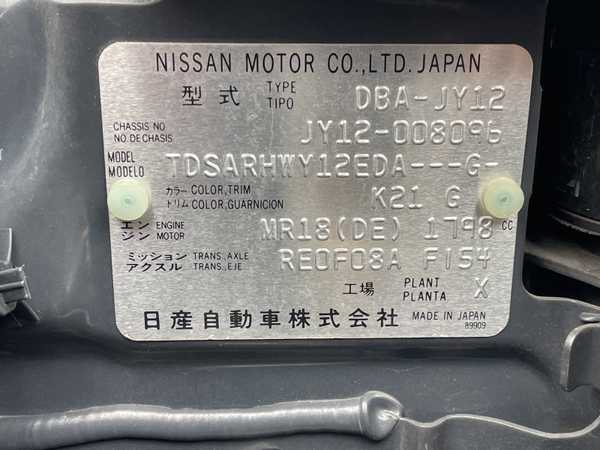 NISSAN MOTOR CO.,LTD. JAPAN
型式 TYPE TIPO DBA-JY12
CHASSIS NO NO. DE CHASIS JY12-008096
MODEL MODELO TDSARHWY12EDA---G-
カラー COLOR,TRIM トリム COLOR,GUARNICION K21 G
エンジン ENGINE MOTOR MR18(DE) 1798 CC
ミッション TRANS.,AXLE アクスル TRANS.,EJE RE0F08A F154
工場 PLANT PLANTA X
日産自動車株式会社 MADE IN JAPAN
89909